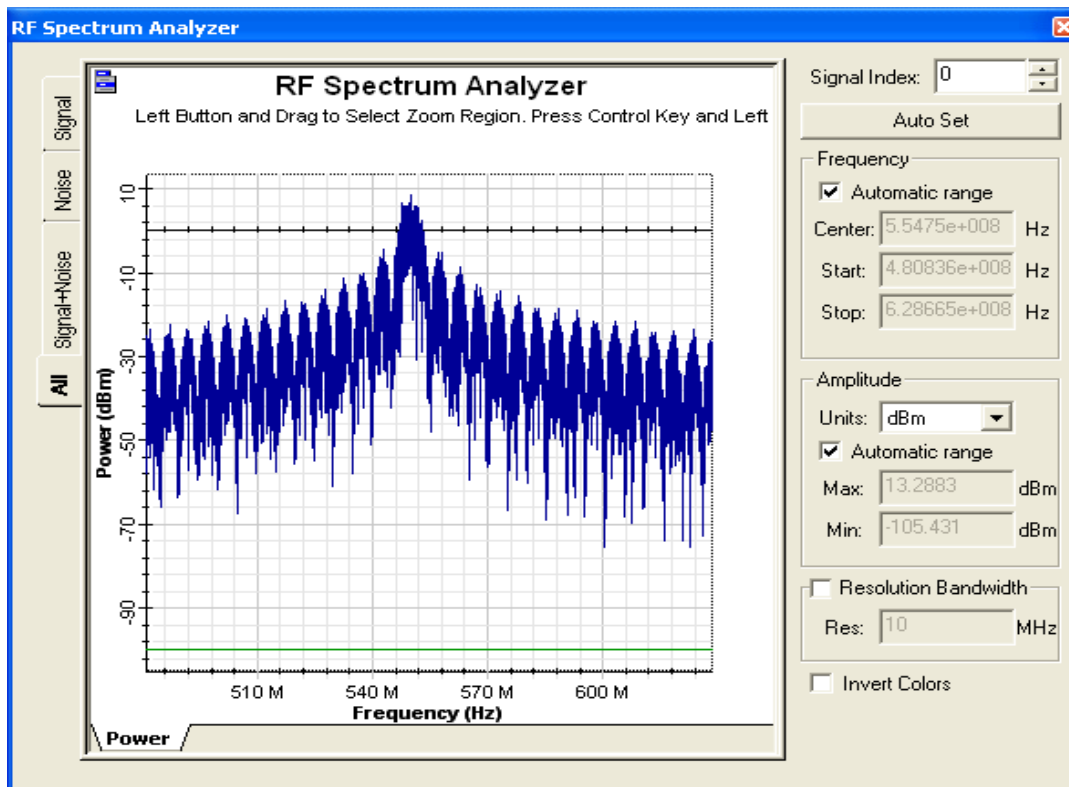 RF Spectrum Analyzer
Signal
Noise
Signal+Noise
All
RF Spectrum Analyzer
Left Button and Drag to Select Zoom Region. Press Control Key and Left
Power (dBm)
10
-10
-30
-50
-70
-90
510 M 540 M 570 M 600 M
Frequency (Hz)
Power
Signal Index: 0
Auto Set
Frequency
Automatic range
Center: 5.5475e+008 Hz
Start: 4.80836e+008 Hz
Stop: 6.28665e+008 Hz
Amplitude
Units: dBm
Automatic range
Max: 13.2883 dBm
Min: -105.431 dBm
Resolution Bandwidth
Res: 10 MHz
Invert Colors